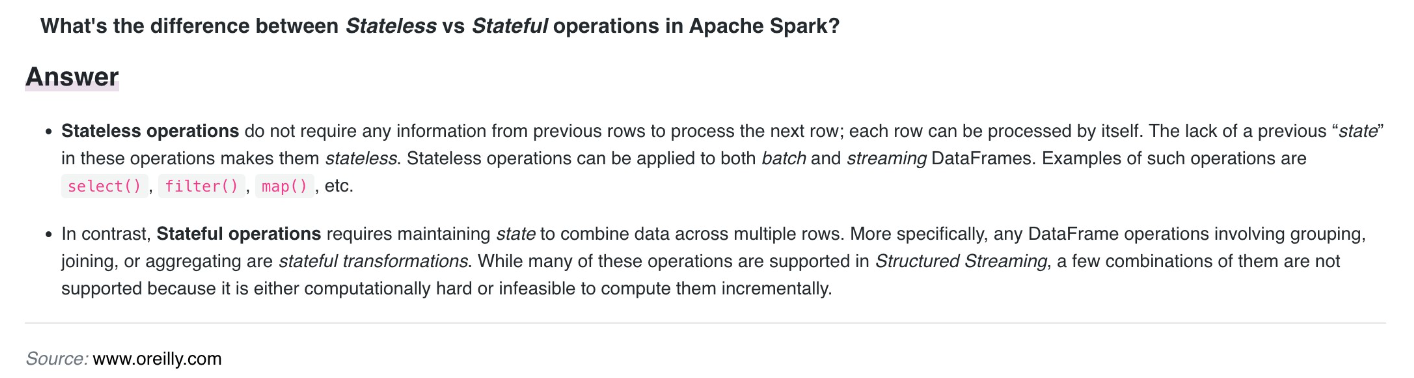 What's the difference between Stateless vs Stateful operations in Apache Spark?
Answer
• Stateless operations do not require any information from previous rows to process the next row; each row can be processed by itself. The lack of a previous “state”
in these operations makes them stateless. Stateless operations can be applied to both batch and streaming DataFrames. Examples of such operations are
select() , filter() , map() , etc.
• In contrast, Stateful operations requires maintaining state to combine data across multiple rows. More specifically, any DataFrame operations involving grouping,
joining, or aggregating are stateful transformations. While many of these operations are supported in Structured Streaming, a few combinations of them are not
supported because it is either computationally hard or infeasible to compute them incrementally.
Source: www.oreilly.com